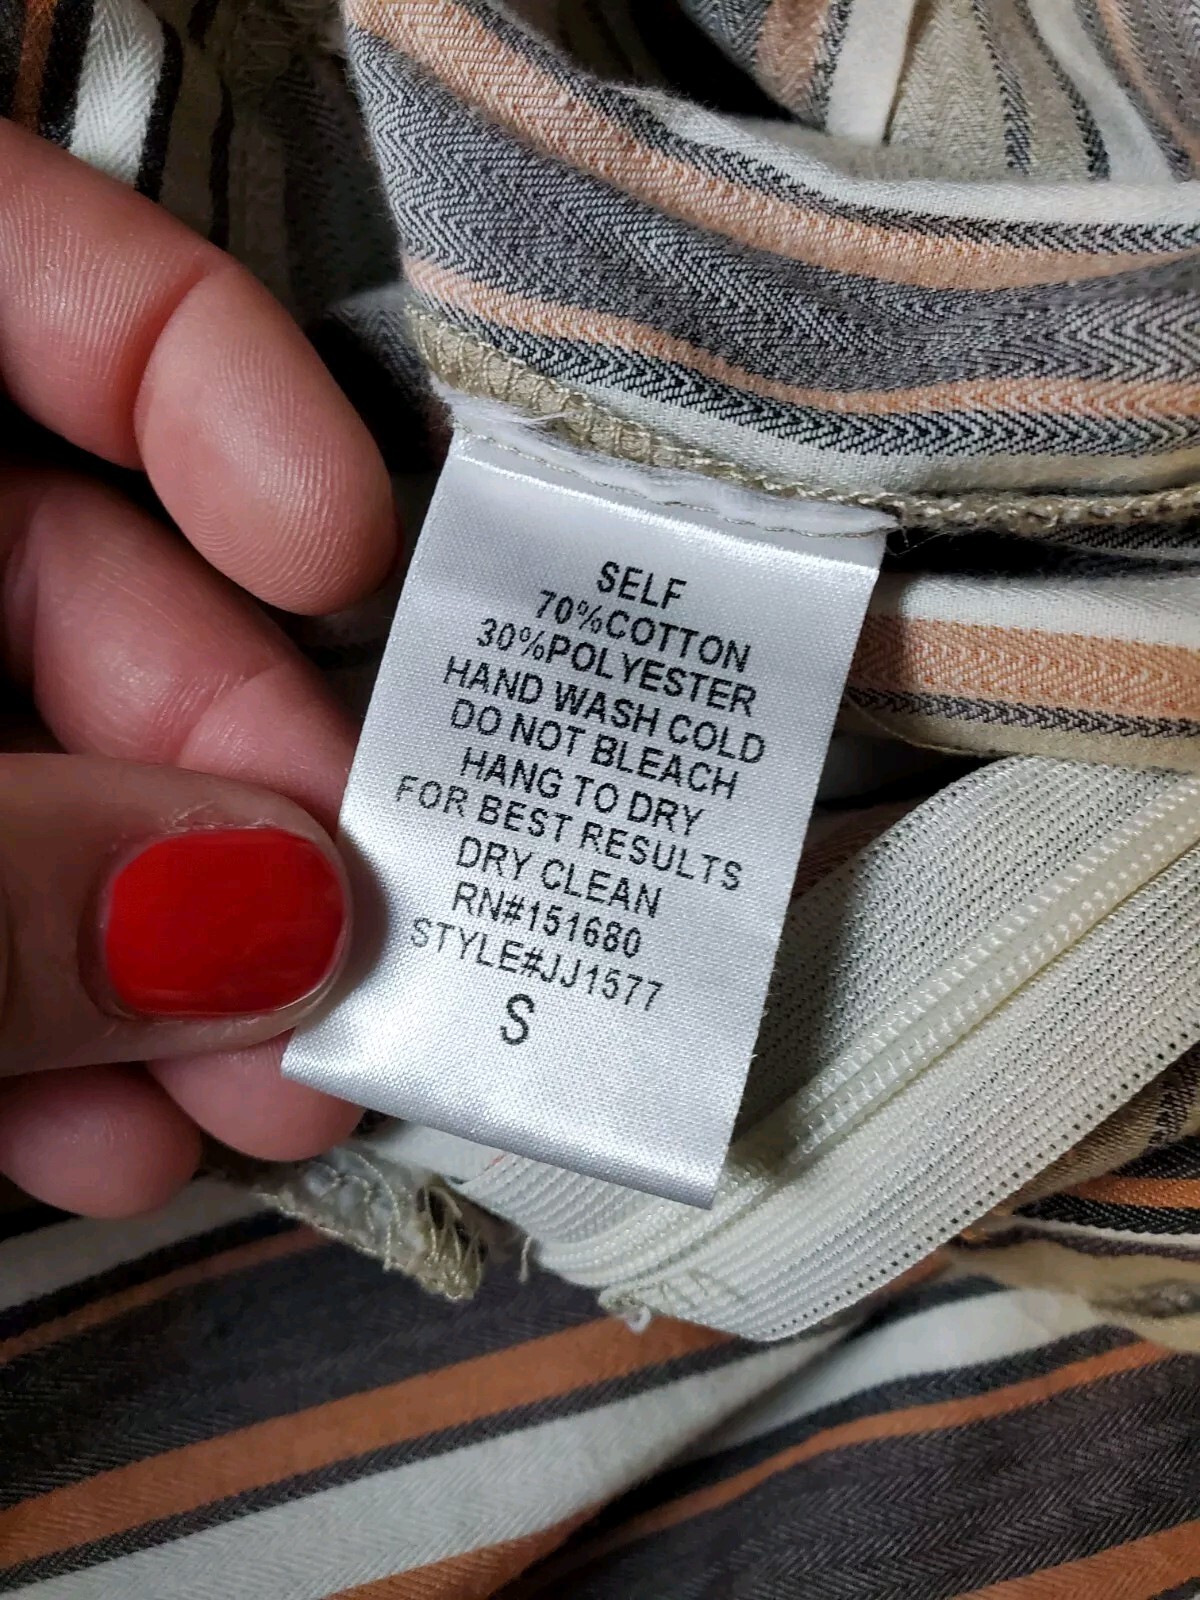 SELF
70%COTTON
30%POLYESTER
HAND WASH COLD
DO NOT BLEACH
HANG TO DRY
FOR BEST RESULTS
DRY CLEAN
RN#151680
STYLE#JJ1577
S